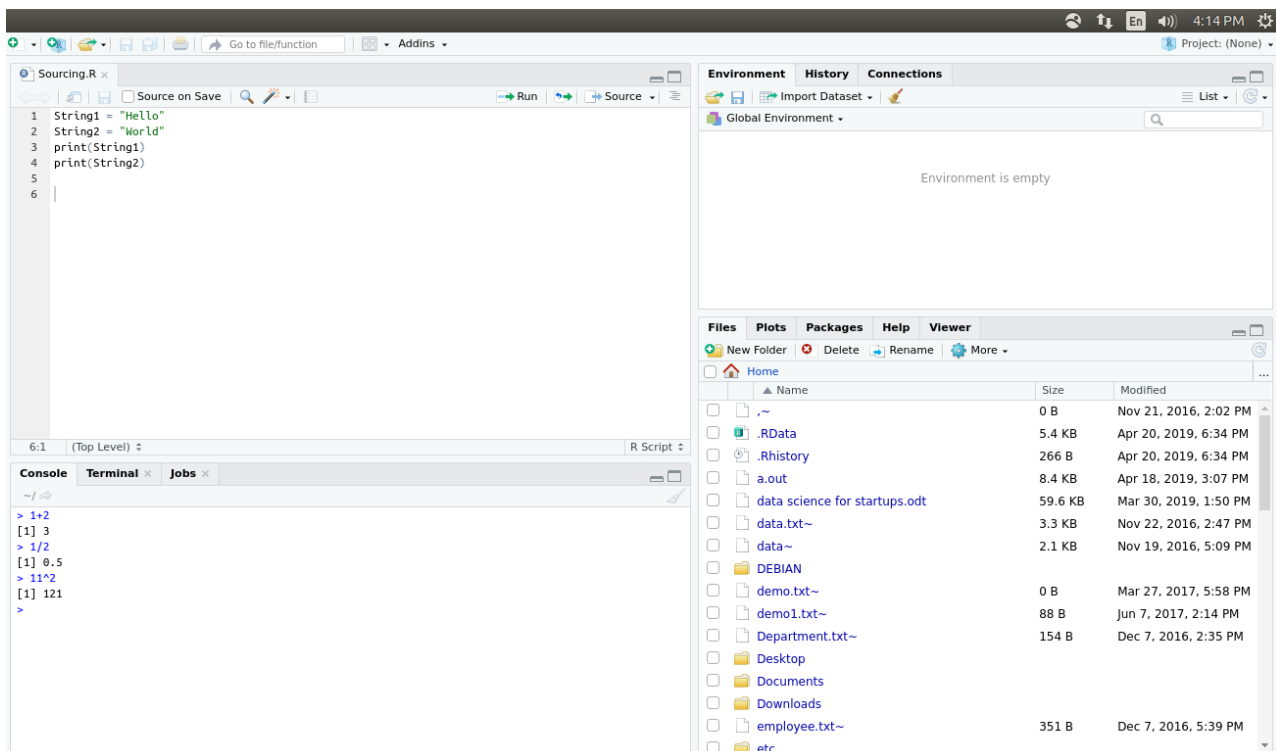 En 4:14 PM
Go to file/function Addins Project: (None)
Sourcing.R
Source on Save Run Source
1 String1 = "Hello"
2 String2 = "World"
3 print(String1)
4 print(String2)
5
6
6:1 (Top Level) R Script
Console Terminal Jobs
~/
> 1+2
[1] 3
> 1/2
[1] 0.5
> 11^2
[1] 121
>
Environment History Connections
Import Dataset List
Global Environment
Environment is empty
Files Plots Packages Help Viewer
New Folder Delete Rename More
Home ...
Name Size Modified
,~ 0 B Nov 21, 2016, 2:02 PM
.RData 5.4 KB Apr 20, 2019, 6:34 PM
.Rhistory 266 B Apr 20, 2019, 6:34 PM
a.out 8.4 KB Apr 18, 2019, 3:07 PM
data science for startups.odt 59.6 KB Mar 30, 2019, 1:50 PM
data.txt~ 3.3 KB Nov 22, 2016, 2:47 PM
data~ 2.1 KB Nov 19, 2016, 5:09 PM
DEBIAN
demo.txt~ 0 B Mar 27, 2017, 5:58 PM
demo1.txt~ 88 B Jun 7, 2017, 2:14 PM
Department.txt~ 154 B Dec 7, 2016, 2:35 PM
Desktop
Documents
Downloads
employee.txt~ 351 B Dec 7, 2016, 5:39 PM
etc